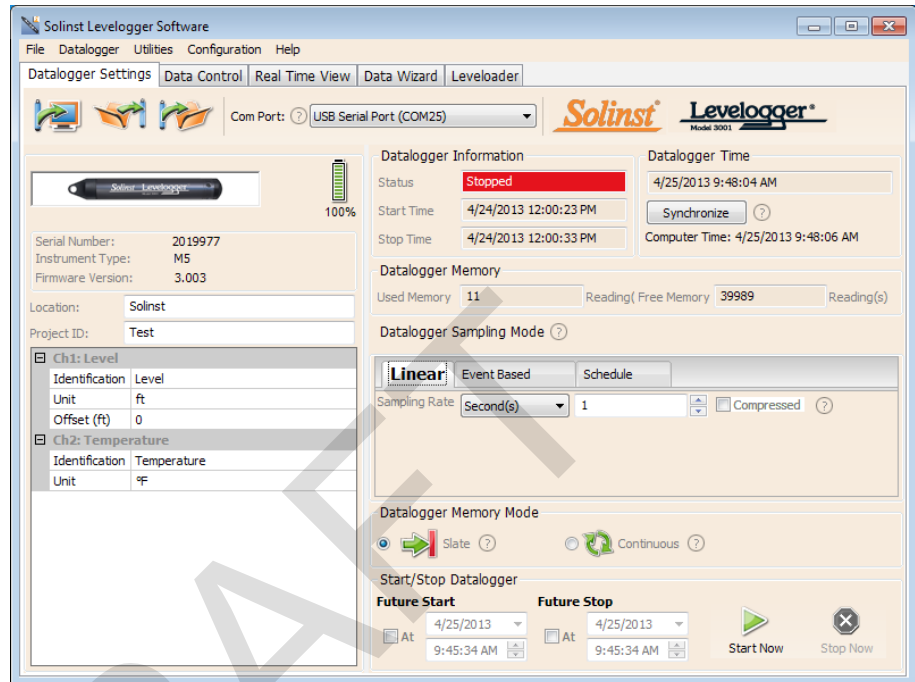 Solinst Levelogger Software
File Datalogger Utilities Configuration Help
Datalogger Settings Data Control Real Time View Data Wizard Leveloader
Com Port: ? USB Serial Port (COM25)
Solinst Levelogger®
Model 3001
Solinst Levelogger
100%
Serial Number: 2019977
Instrument Type: M5
Firmware Version: 3.003
Location: Solinst
Project ID: Test
Ch1: Level
Identification Level
Unit ft
Offset (ft) 0
Ch2: Temperature
Identification Temperature
Unit ºF
Datalogger Information
Status Stopped
Start Time 4/24/2013 12:00:23 PM
Stop Time 4/24/2013 12:00:33 PM
Datalogger Time
4/25/2013 9:48:04 AM
Synchronize ?
Computer Time: 4/25/2013 9:48:06 AM
Datalogger Memory
Used Memory 11 Reading( Free Memory 39989 Reading(s)
Datalogger Sampling Mode ?
Linear Event Based Schedule
Sampling Rate Second(s) 1 Compressed ?
Datalogger Memory Mode
Slate ? Continuous ?
Start/Stop Datalogger
Future Start Future Stop
At 4/25/2013 At 4/25/2013
9:45:34 AM 9:45:34 AM
Start Now Stop Now
DRAFT